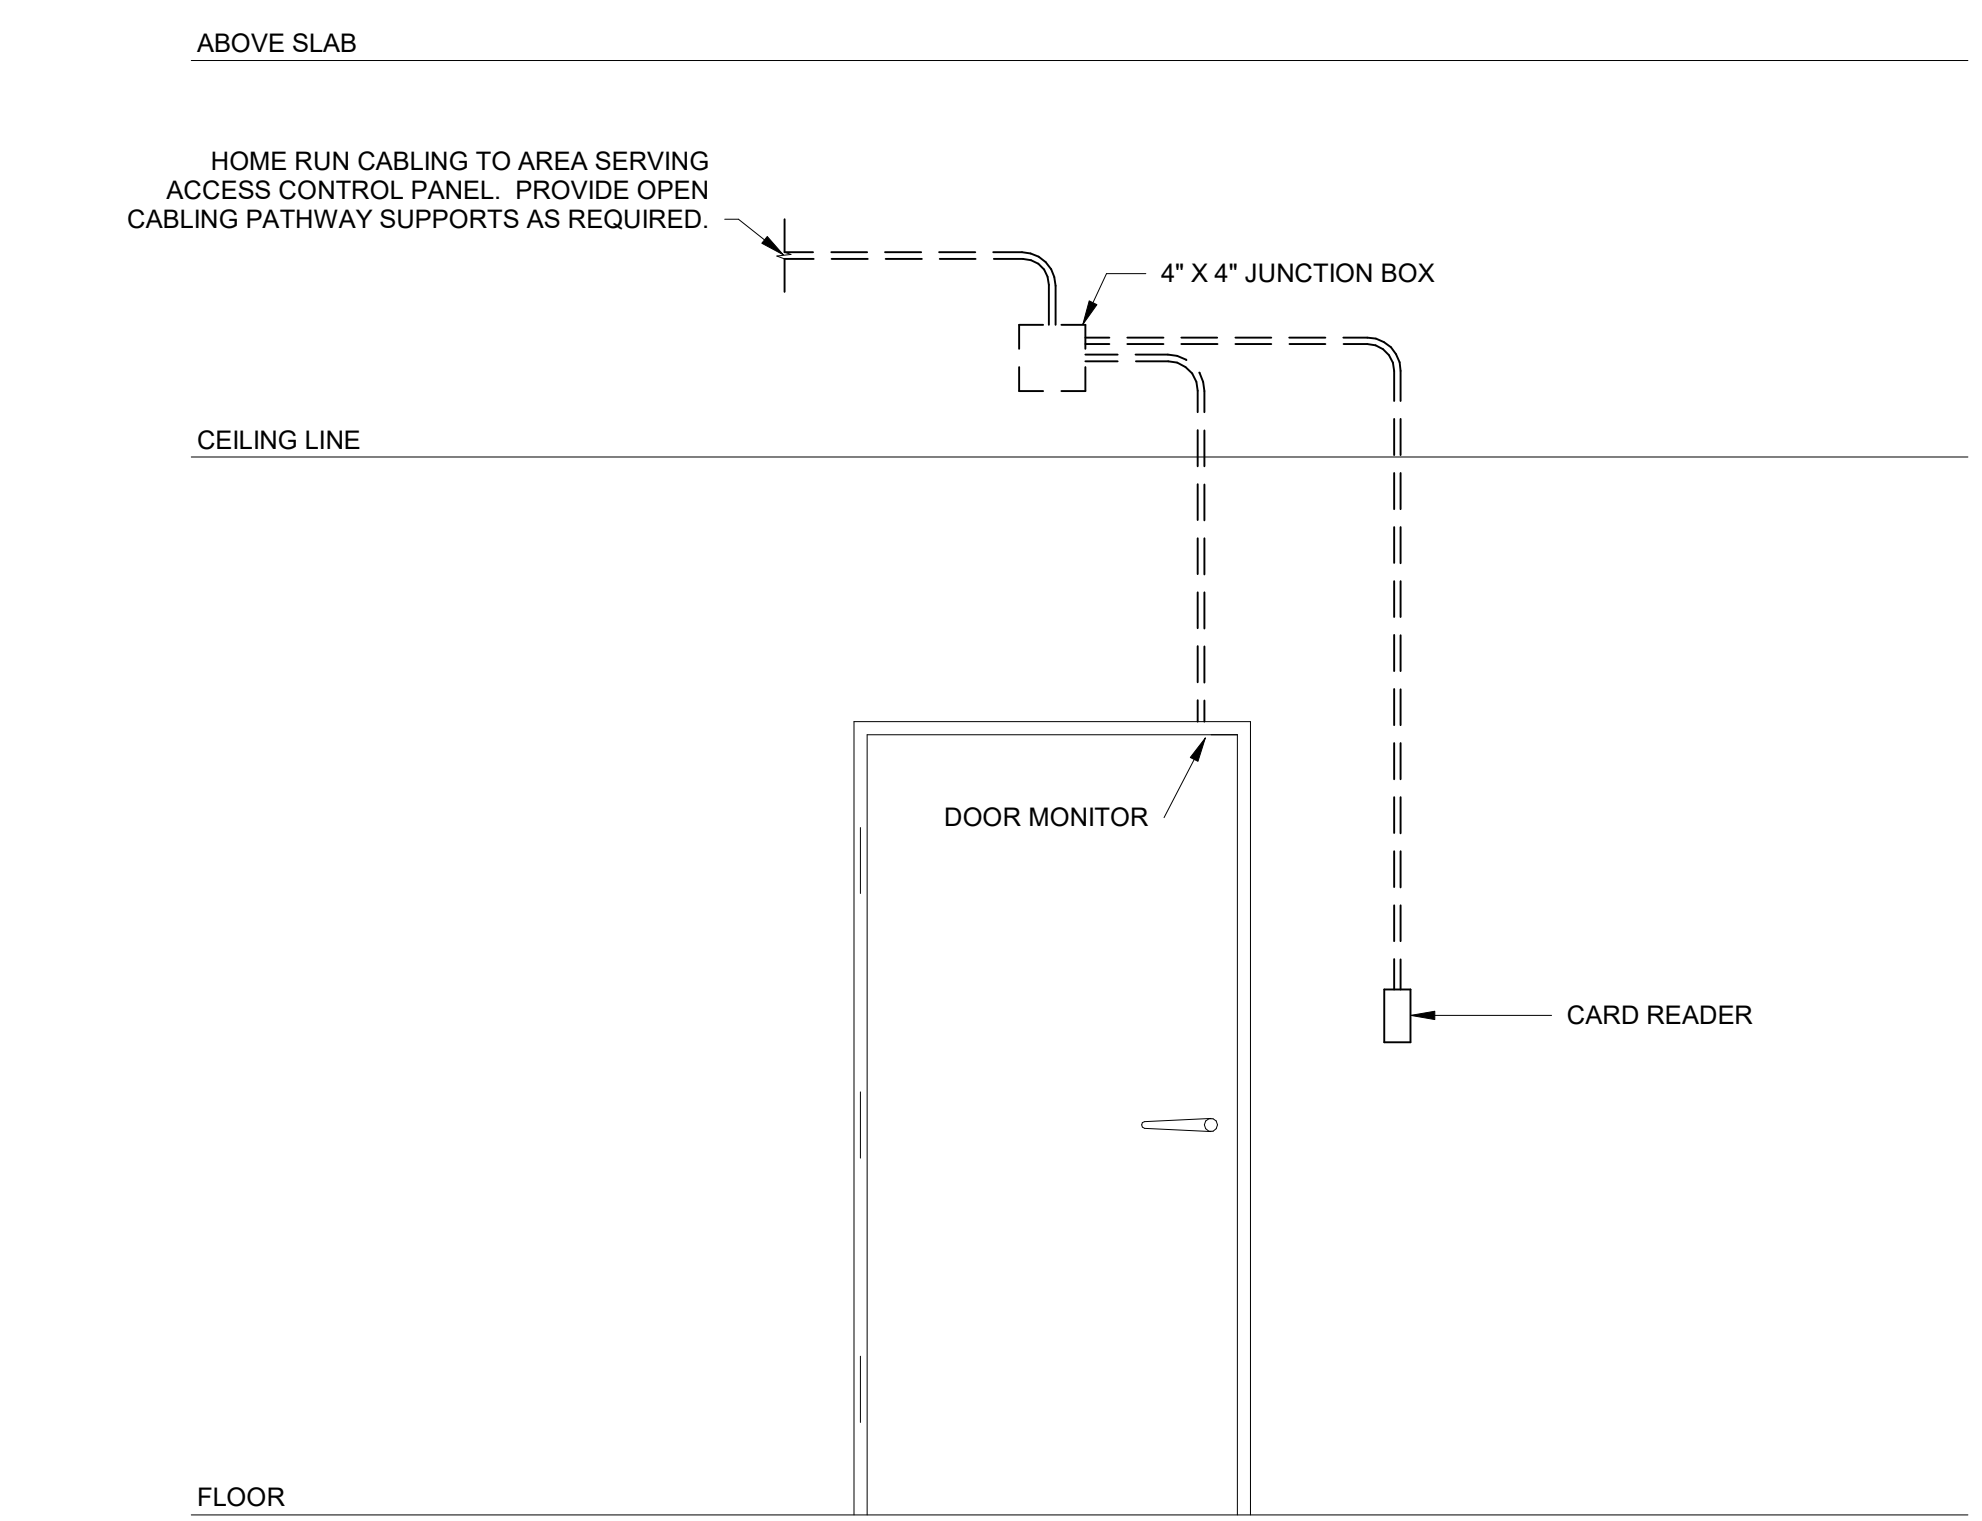 ABOVE SLAB
HOME RUN CABLING TO AREA SERVING
ACCESS CONTROL PANEL.  PROVIDE OPEN
CABLING PATHWAY SUPPORTS AS REQUIRED.
4" X 4" JUNCTION BOX
CEILING LINE
DOOR MONITOR
CARD READER
FLOOR